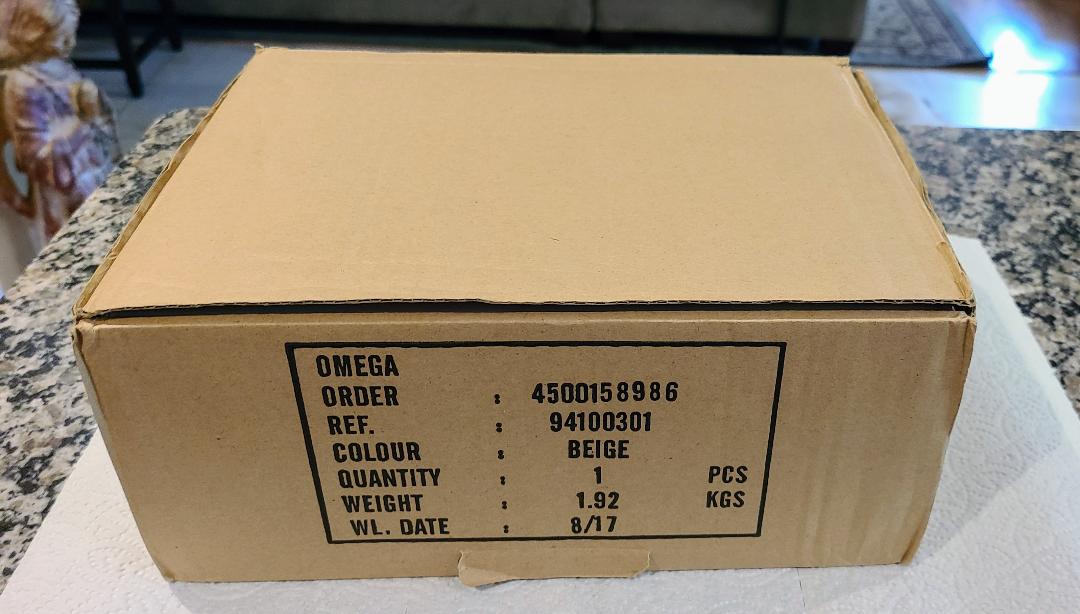 OMEGA
ORDER : 4500158986
REF. : 94100301
COLOUR : BEIGE
QUANTITY : 1 PCS
WEIGHT : 1.92 KGS
WL. DATE : 8/17